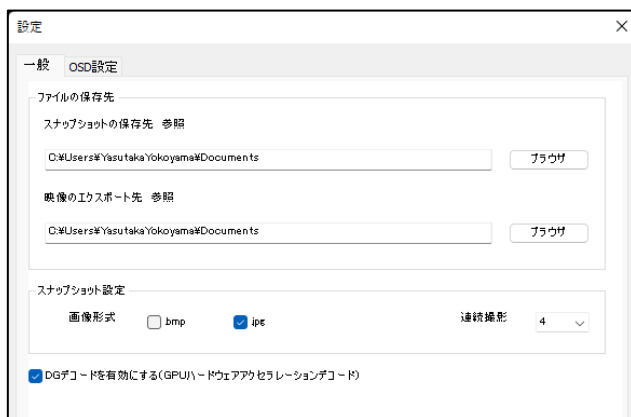 設定
一般 OSD設定
ファイルの保存先
スナップショットの保存先 参照
C:¥Users¥YasutakaYokoyama¥Documents ブラウザ
映像のエクスポート先 参照
C:¥Users¥YasutakaYokoyama¥Documents ブラウザ
スナップショット設定
画像形式 .bmp .jpg 連続撮影 4
DGデコードを有効にする(GPUハードウェアアクセラレーションデコード)